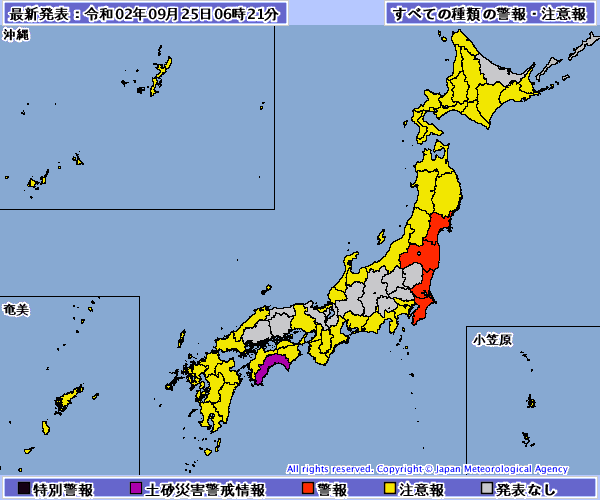 最新発表：令和02年09月25日06時21分
すべての種類の警報・注意報
沖縄
奄美
小笠原
All rights reserved. Copyright © Japan Meteorological Agency
特別警報 土砂災害警戒情報 警報 注意報 発表なし